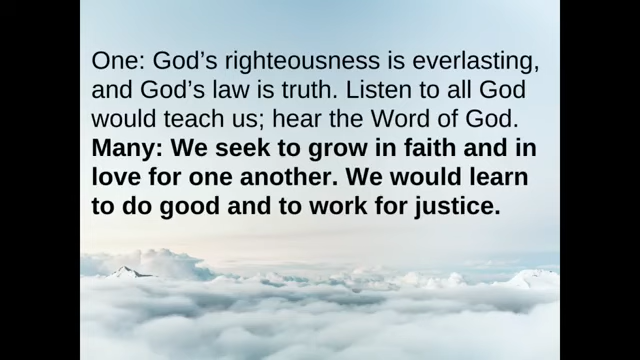 One: God’s righteousness is everlasting,
and God’s law is truth. Listen to all God
would teach us; hear the Word of God.
Many: We seek to grow in faith and in
love for one another. We would learn
to do good and to work for justice.